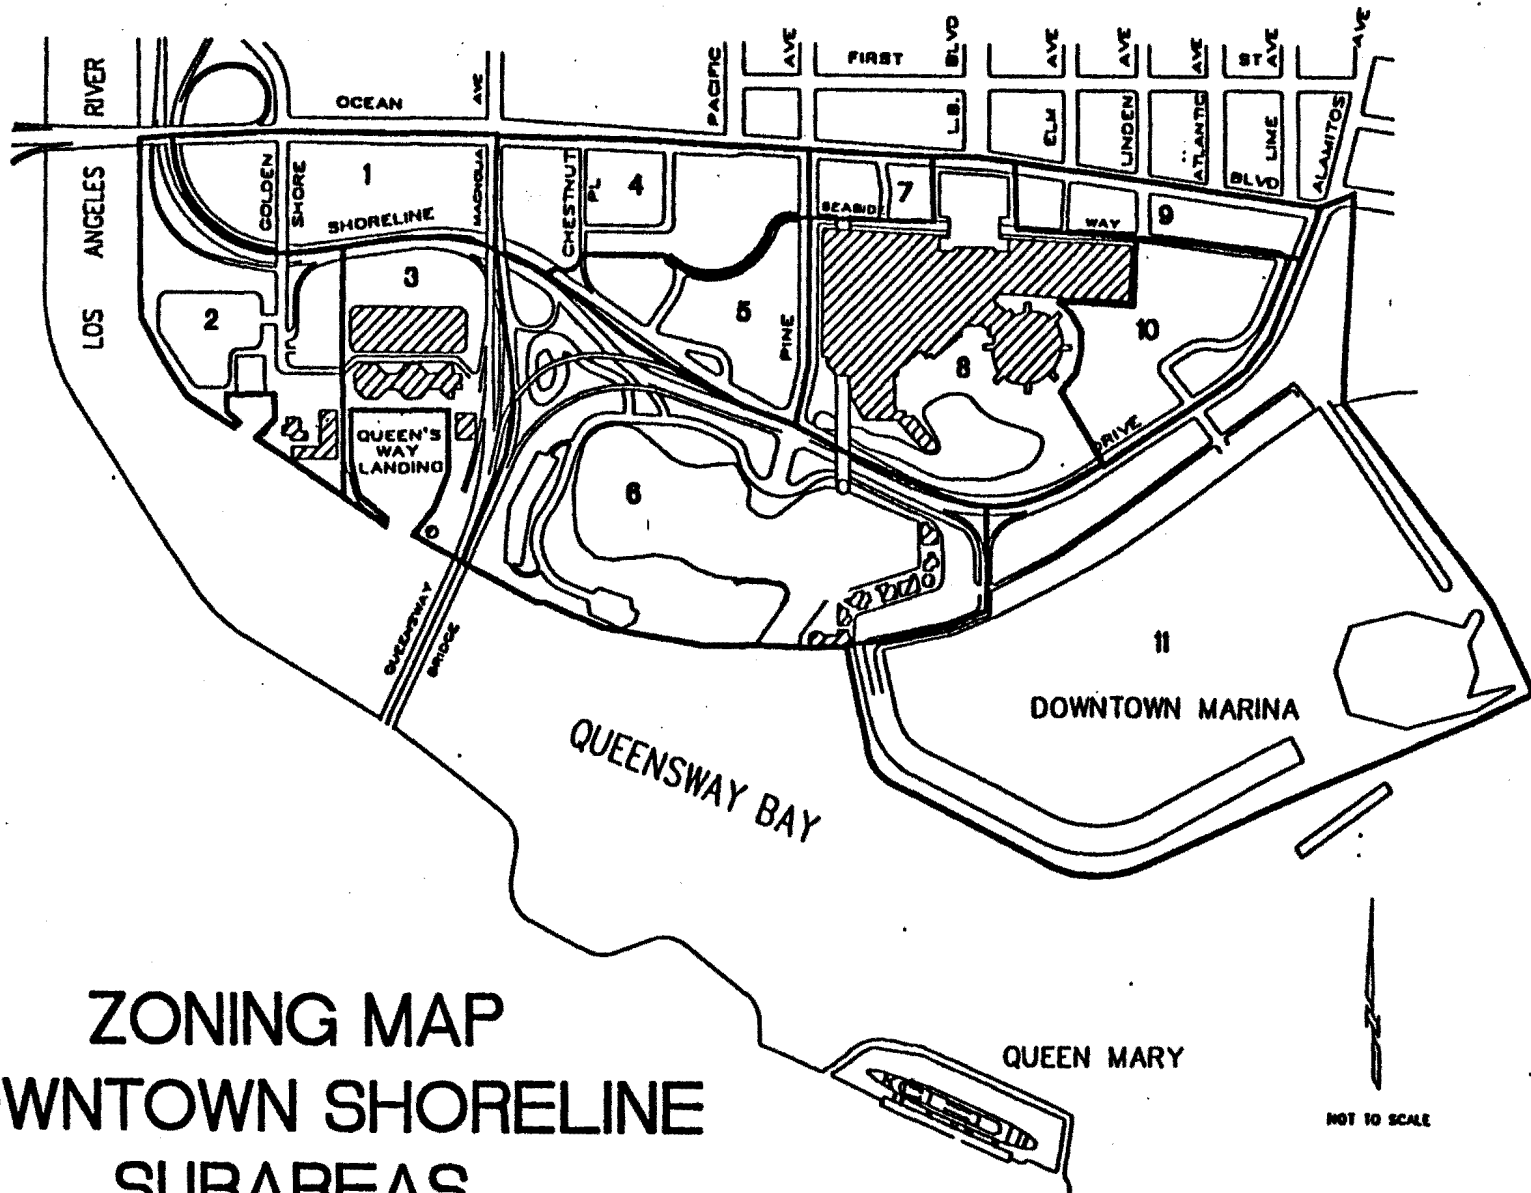 RIVER
ANGELES
LOS
OCEAN
AVE
MAGNOLIA
PACIFIC
AVE
FIRST
BLVD
L.B.
AVE
ELM
AVE
LINDEN
AVE
ATLANTIC
ST
AVE
LIME
BLVD
AVE
ALAMITOS
GOLDEN
SHORE
1
SHORELINE
CHESTNUT
PL
4
7
SEASIDE
WAY
9
2
3
5
PINE
8
10
DRIVE
QUEEN'S
WAY
LANDING
6
QUEENSWAY
BRIDGE
11
DOWNTOWN MARINA
QUEENSWAY BAY
QUEEN MARY
N
NOT TO SCALE
ZONING MAP
OWNTOWN SHORELINE
SUBAREAS